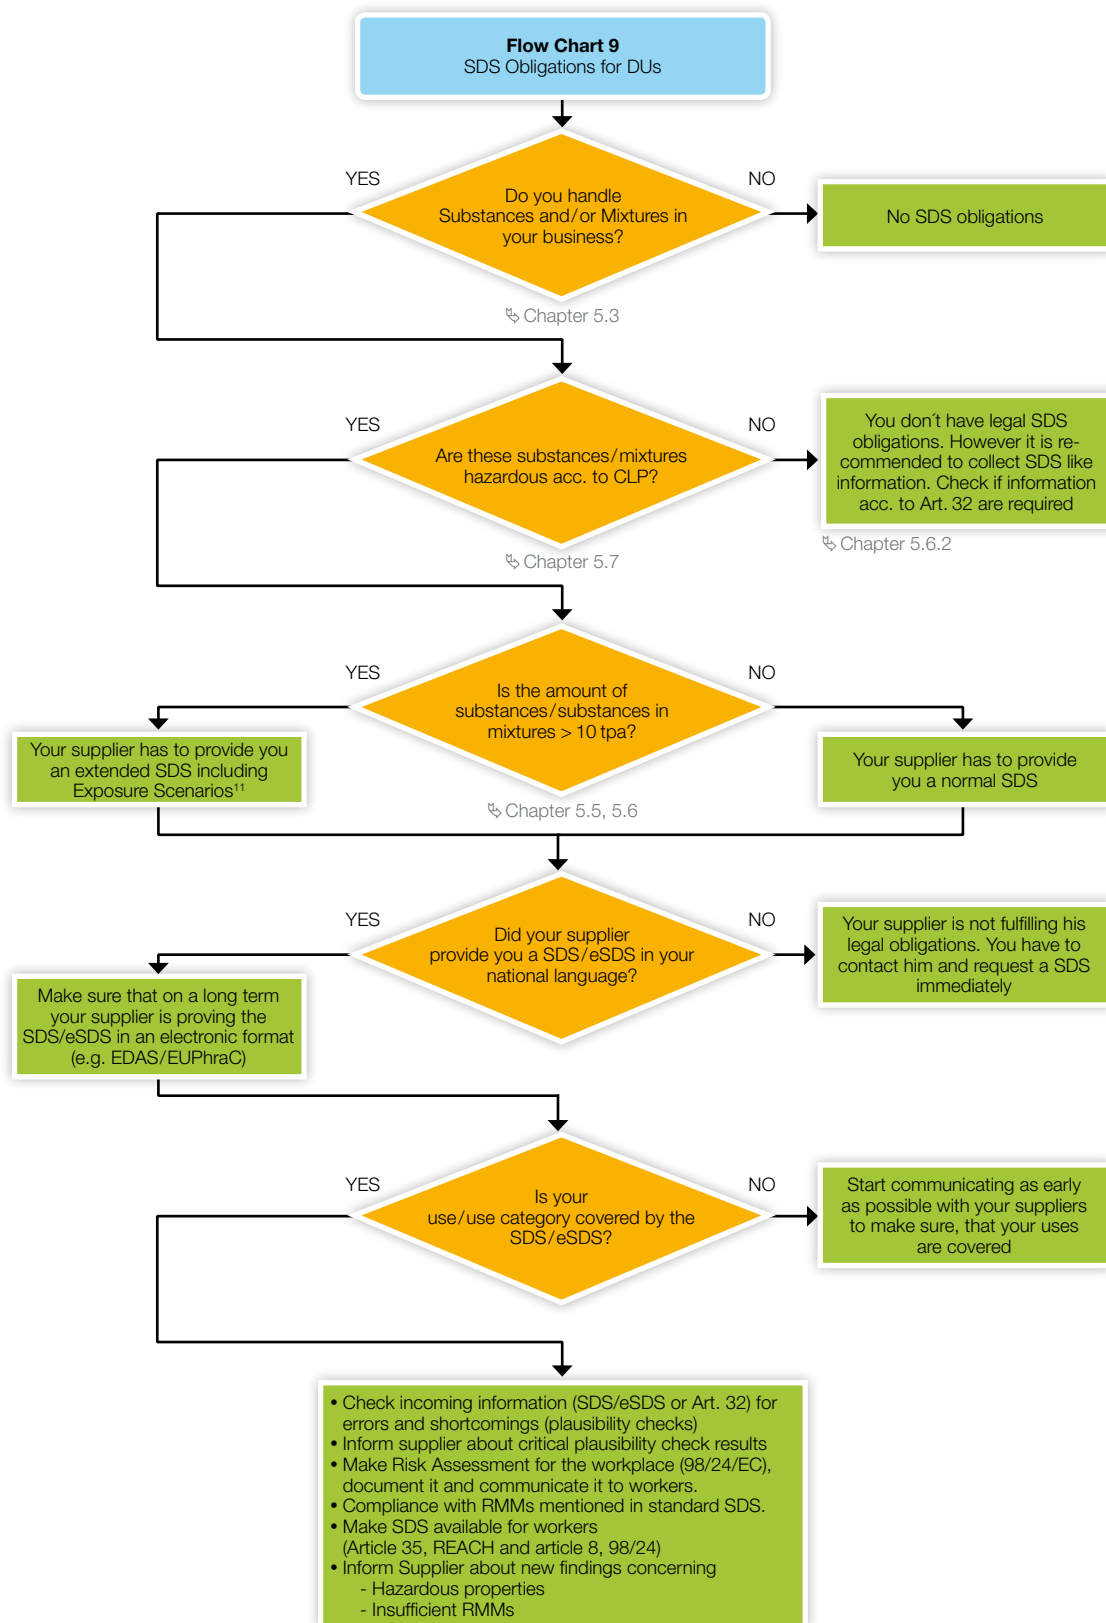 Flow Chart 9
SDS Obligations for DUs
YES
NO
Do you handle
Substances and/or Mixtures in
your business?
No SDS obligations
Chapter 5.3
YES
NO
Are these substances/mixtures
hazardous acc. to CLP?
You don´t have legal SDS
obligations. However it is re-
commended to collect SDS like
information. Check if information
acc. to Art. 32 are required
Chapter 5.7
Chapter 5.6.2
YES
NO
Is the amount of
substances/substances in
mixtures > 10 tpa?
Your supplier has to provide you
an extended SDS including
Exposure Scenarios¹¹
Your supplier has to provide
you a normal SDS
Chapter 5.5, 5.6
YES
NO
Did your supplier
provide you a SDS/eSDS in your
national language?
Your supplier is not fulfilling his
legal obligations. You have to
contact him and request a SDS
immediately
Make sure that on a long term
your supplier is proving the
SDS/eSDS in an electronic format
(e.g. EDAS/EUPhraC)
YES
NO
Is your
use/use category covered by the
SDS/eSDS?
Start communicating as early
as possible with your suppliers
to make sure, that your uses
are covered
• Check incoming information (SDS/eSDS or Art. 32) for
errors and shortcomings (plausibility checks)
• Inform supplier about critical plausibility check results
• Make Risk Assessment for the workplace (98/24/EC),
document it and communicate it to workers.
• Compliance with RMMs mentioned in standard SDS.
• Make SDS available for workers
(Article 35, REACH and article 8, 98/24)
• Inform Supplier about new findings concerning
- Hazardous properties
- Insufficient RMMs